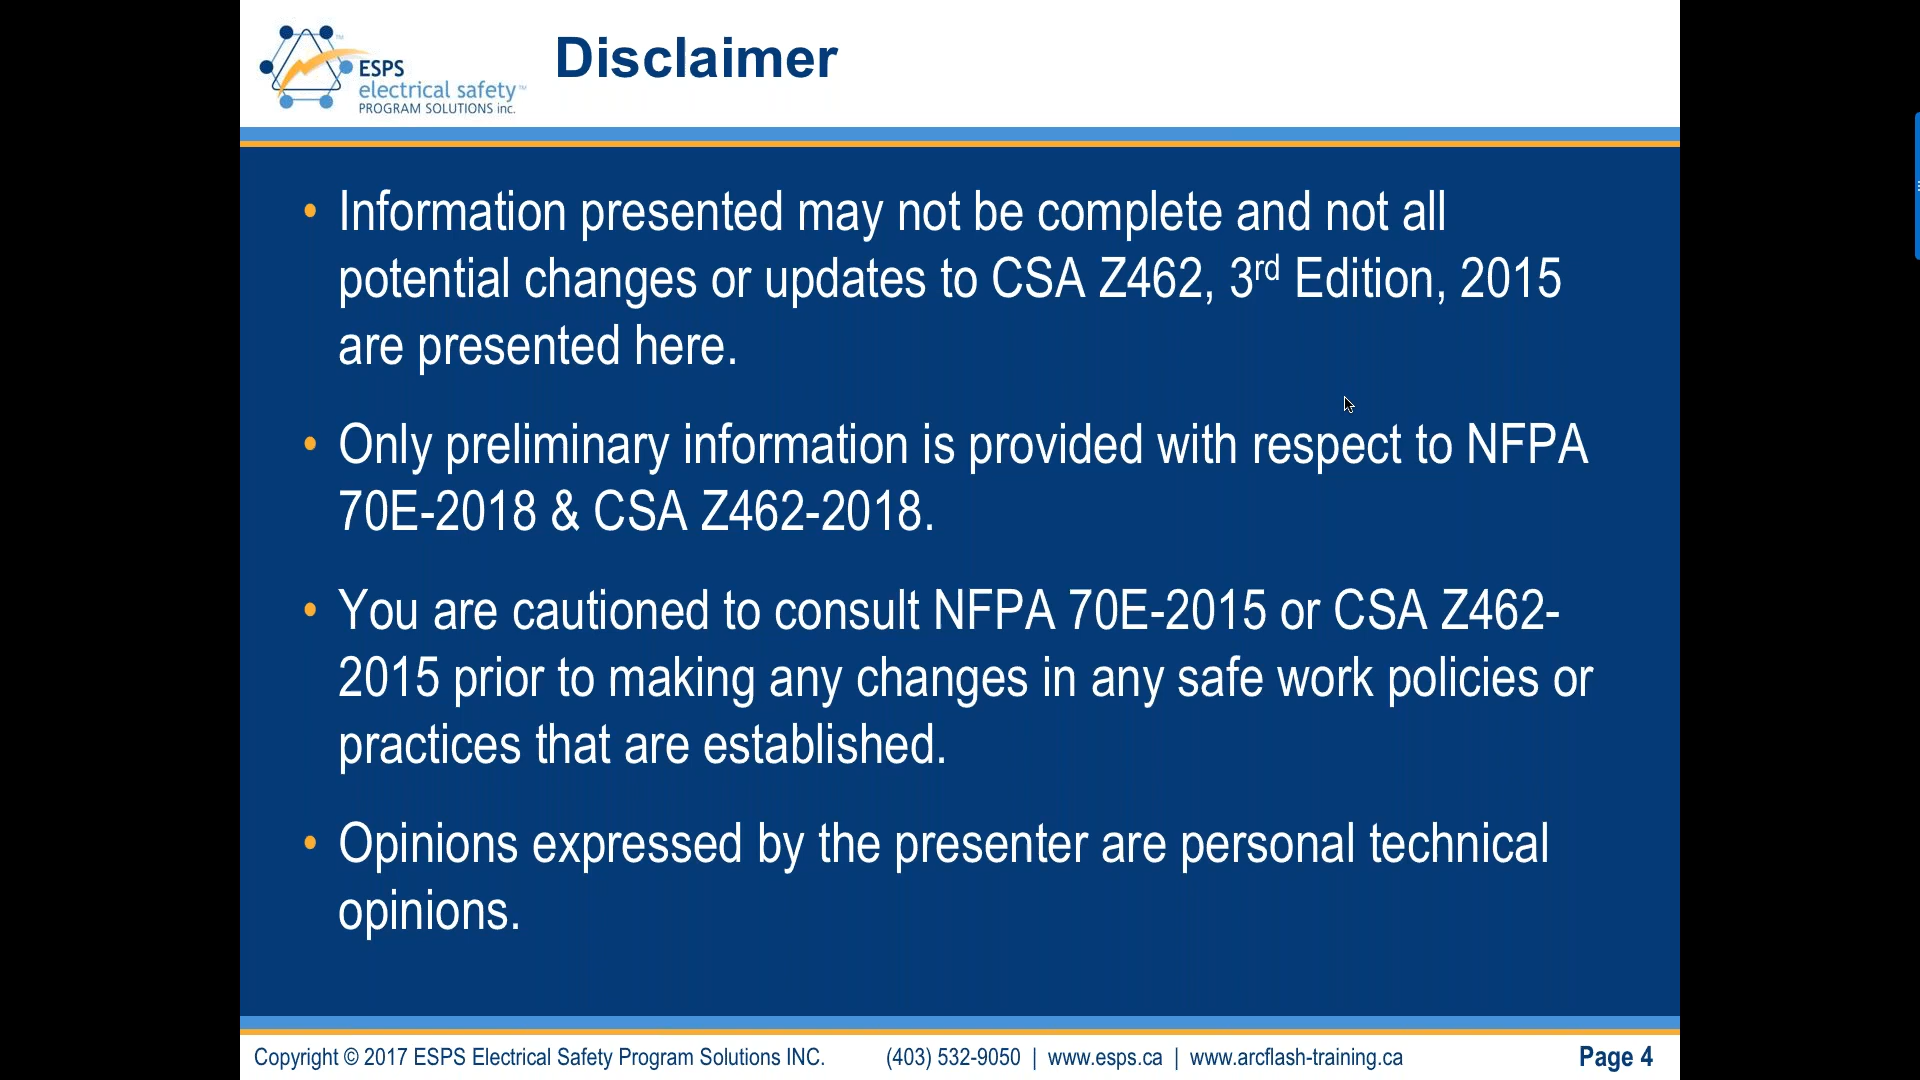 ESPS
electrical safety™
PROGRAM SOLUTIONS inc.
™
Disclaimer
• Information presented may not be complete and not all
potential changes or updates to CSA Z462, 3rd Edition, 2015
are presented here.
• Only preliminary information is provided with respect to NFPA
70E-2018 & CSA Z462-2018.
• You are cautioned to consult NFPA 70E-2015 or CSA Z462-
2015 prior to making any changes in any safe work policies or
practices that are established.
• Opinions expressed by the presenter are personal technical
opinions.
Copyright © 2017 ESPS Electrical Safety Program Solutions INC. (403) 532-9050 | www.esps.ca | www.arcflash-training.ca Page 4